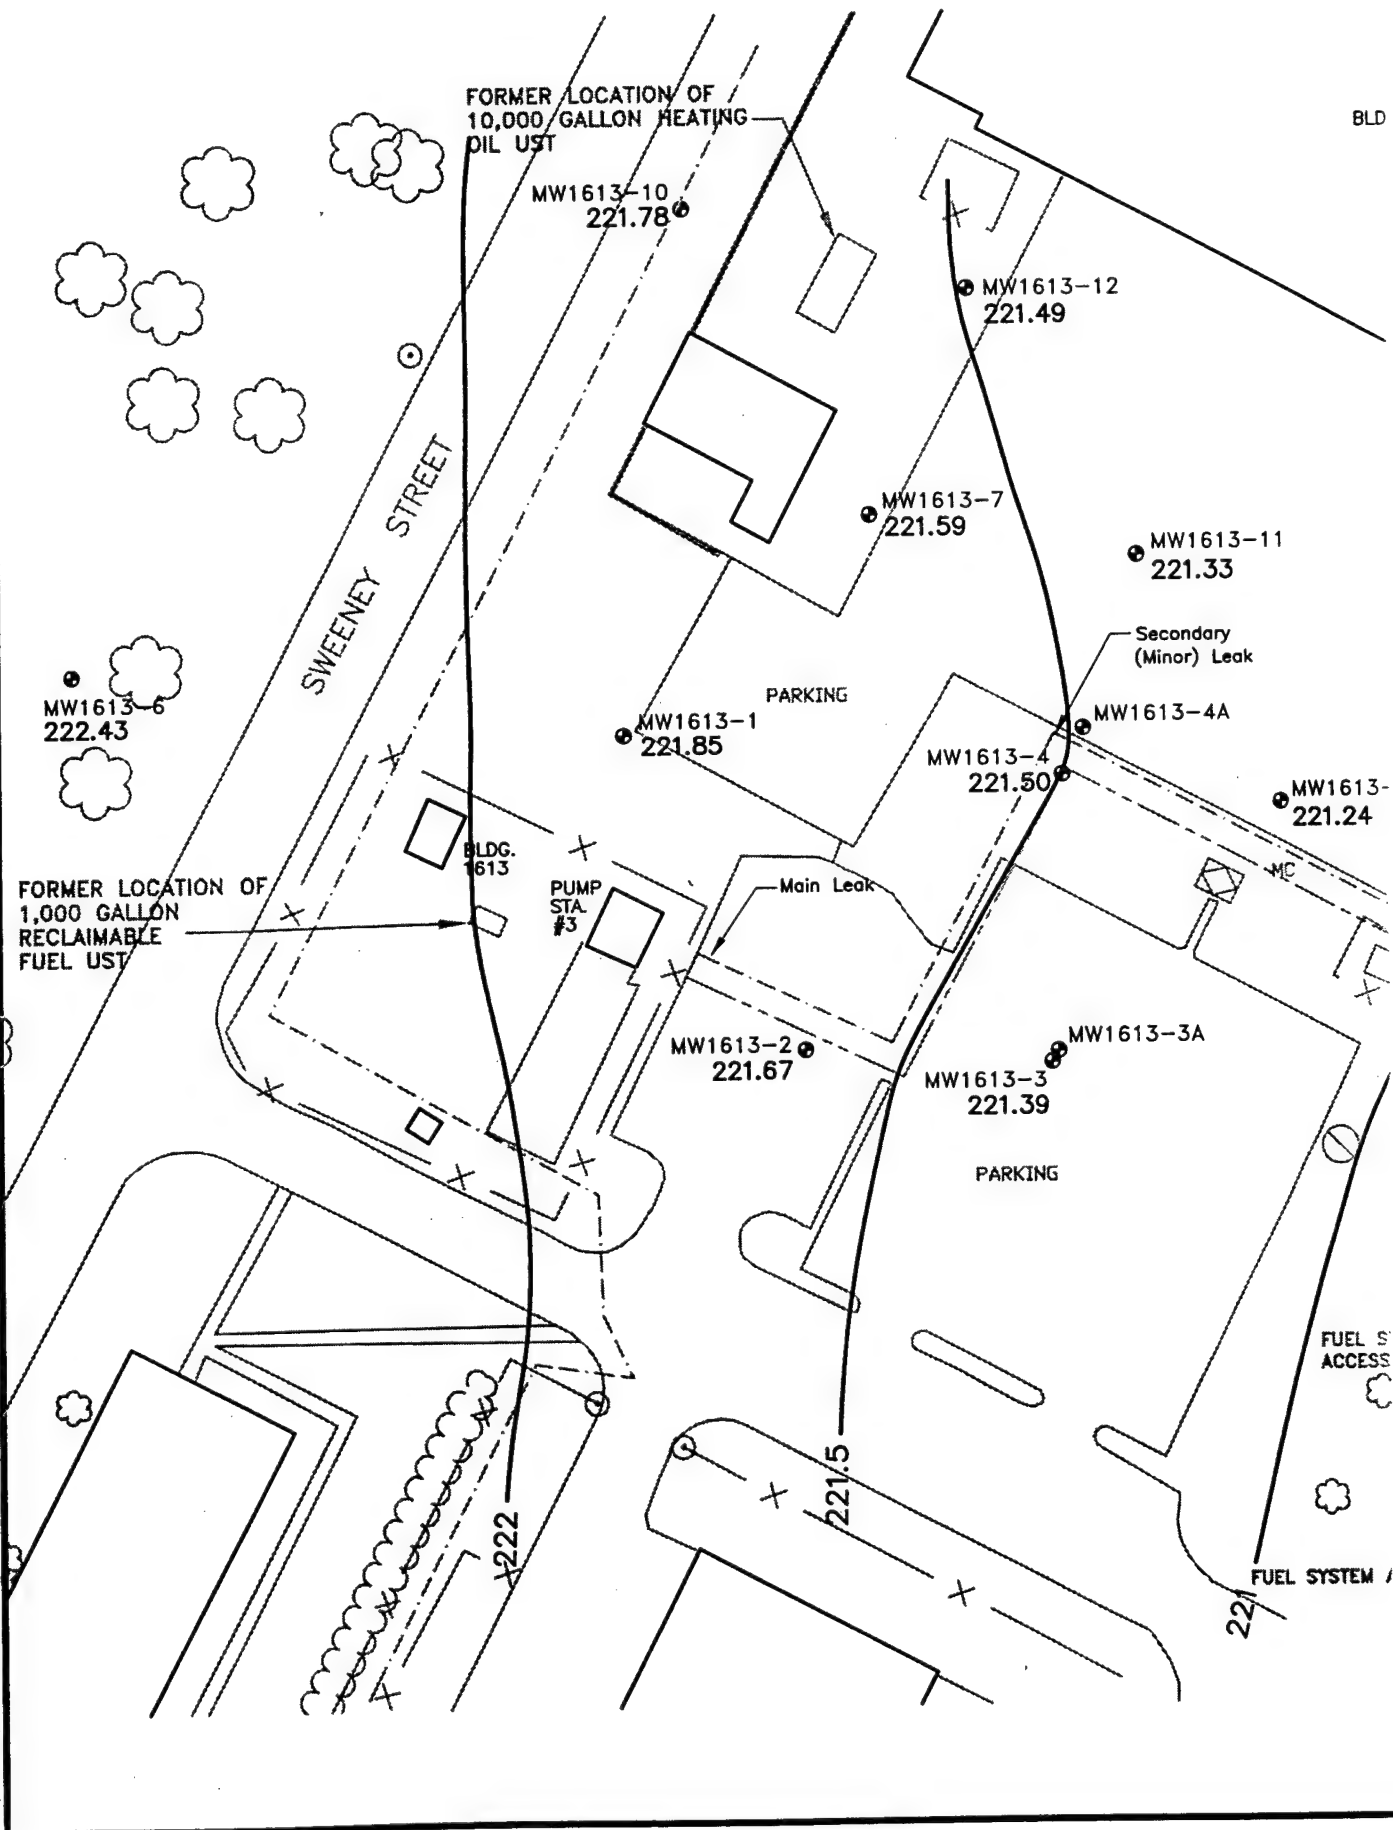 FORMER LOCATION OF
10,000 GALLON HEATING
OIL UST
BLD
MW1613-10
221.78
MW1613-12
221.49
SWEENEY STREET
MW1613-7
221.59
MW1613-11
221.33
Secondary
(Minor) Leak
MW1613-6
222.43
PARKING
MW1613-1
221.85
MW1613-4A
MW1613-4
221.50
MW1613-
221.24
BLDG.
1613
MC
FORMER LOCATION OF
1,000 GALLON
RECLAIMABLE
FUEL UST
PUMP
STA.
#3
Main Leak
MW1613-2
221.67
MW1613-3A
MW1613-3
221.39
PARKING
FUEL S
ACCESS
221.5
222
FUEL SYSTEM A
221